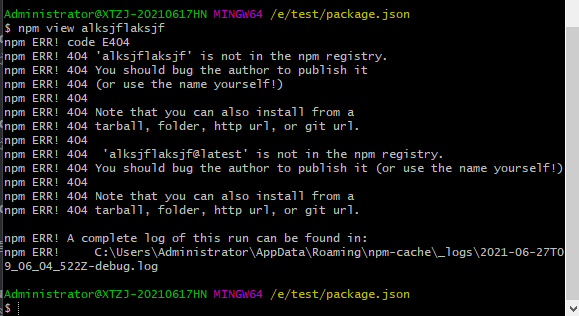 Administrator@XTZJ-20210617HN MINGW64 /e/test/package.json
$ npm view alksjflaksjf
npm ERR! code E404
npm ERR! 404 'alksjflaksjf' is not in the npm registry.
npm ERR! 404 You should bug the author to publish it
npm ERR! 404 (or use the name yourself!)
npm ERR! 404
npm ERR! 404 Note that you can also install from a
npm ERR! 404 tarball, folder, http url, or git url.
npm ERR! 404
npm ERR! 404  'alksjflaksjf@latest' is not in the npm registry.
npm ERR! 404 You should bug the author to publish it (or use the name yourself!)
npm ERR! 404
npm ERR! 404 Note that you can also install from a
npm ERR! 404 tarball, folder, http url, or git url.
npm ERR! A complete log of this run can be found in:
npm ERR!     C:\Users\Administrator\AppData\Roaming\npm-cache\_logs\2021-06-27T0
9_06_04_522Z-debug.log
Administrator@XTZJ-20210617HN MINGW64 /e/test/package.json
$